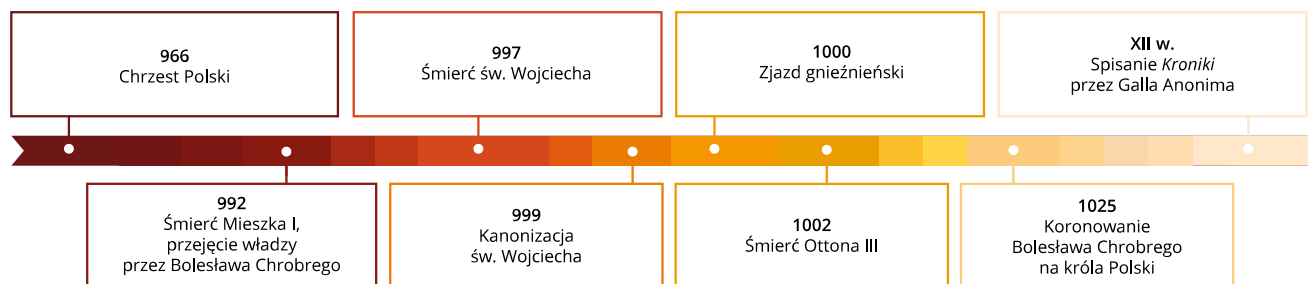 966
Chrzest Polski
997
Śmierć św. Wojciecha
1000
Zjazd gnieźnieński
XII w.
Spisanie Kroniki
przez Galla Anonima
992
Śmierć Mieszka I,
przejęcie władzy
przez Bolesława Chrobrego
999
Kanonizacja
św. Wojciecha
1002
Śmierć Ottona III
1025
Koronowanie
Bolesława Chrobrego
na króla Polski